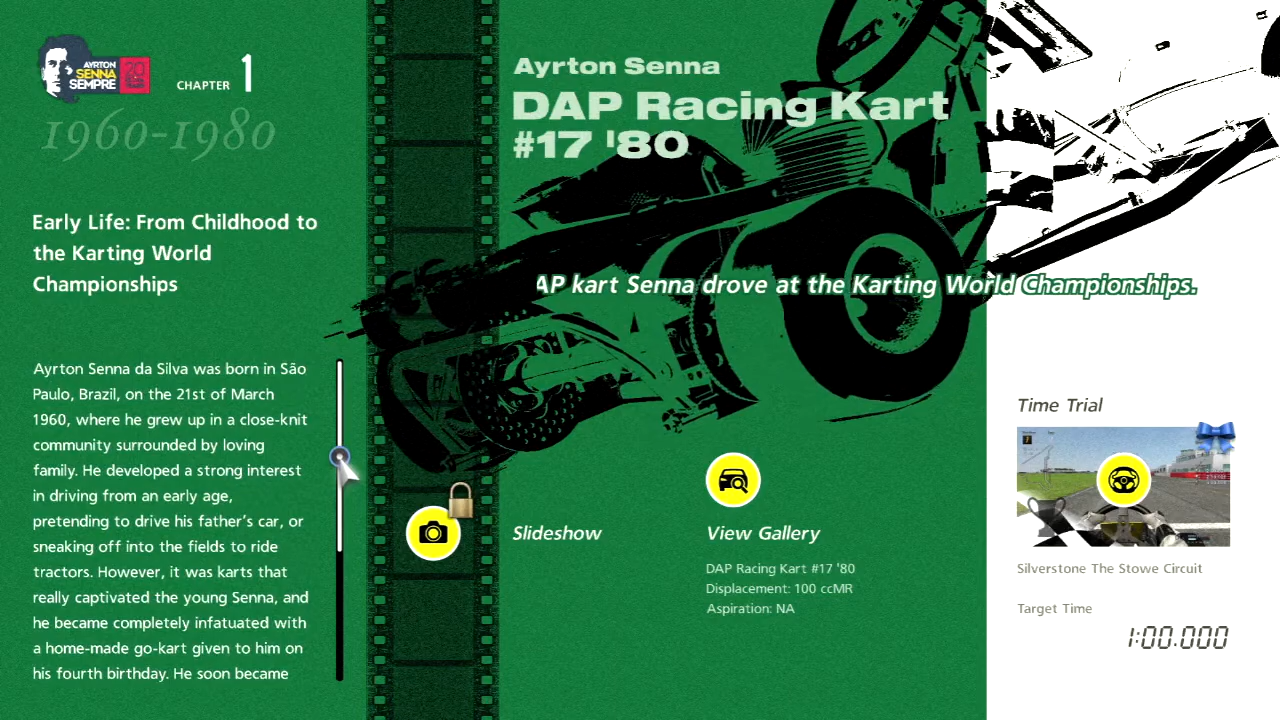 AYRTON
SENNA
SEMPRE
CHAPTER 1
1960-1980
Early Life: From Childhood to
the Karting World
Championships
Ayrton Senna da Silva was born in São
Paulo, Brazil, on the 21st of March
1960, where he grew up in a close-knit
community surrounded by loving
family. He developed a strong interest
in driving from an early age,
pretending to drive his father's car, or
sneaking off into the fields to ride
tractors. However, it was karts that
really captivated the young Senna, and
he became completely infatuated with
a home-made go-kart given to him on
his fourth birthday. He soon became
Ayrton Senna
DAP Racing Kart
#17 '80
AP kart Senna drove at the Karting World Championships.
Slideshow
View Gallery
DAP Racing Kart #17 '80
Displacement: 100 ccMR
Aspiration: NA
Time Trial
Silverstone The Stowe Circuit
Target Time
1:00.000